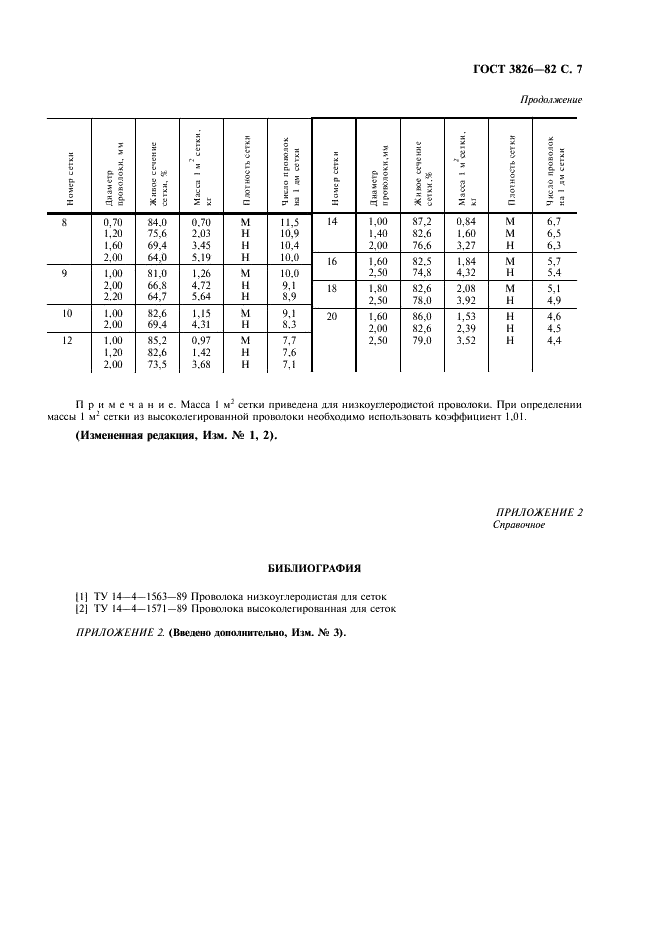 ГОСТ 3826—82 С. 7
Продолжение
Номер сетки
Диаметр проволоки, мм
Живое сечение сетки, %
Масса 1 м² сетки, кг
Плотность сетки
Число проволок на 1 дм сетки
Номер сетки
Диаметр проволоки,мм
Живое сечение сетки,%
Масса 1 м² сетки, кг
Плотность сетки
Число проволок на 1 дм сетки
8 0,70 84,0 0,70 М 11,5
1,20 75,6 2,03 Н 10,9
1,60 69,4 3,45 Н 10,4
2,00 64,0 5,19 Н 10,0
9 1,00 81,0 1,26 М 10,0
2,00 66,8 4,72 Н 9,1
2,20 64,7 5,64 Н 8,9
10 1,00 82,6 1,15 М 9,1
2,00 69,4 4,31 Н 8,3
12 1,00 85,2 0,97 М 7,7
1,20 82,6 1,42 Н 7,6
2,00 73,5 3,68 Н 7,1
14 1,00 87,2 0,84 М 6,7
1,40 82,6 1,60 М 6,5
2,00 76,6 3,27 Н 6,3
16 1,60 82,5 1,84 М 5,7
2,50 74,8 4,32 Н 5,4
18 1,80 82,6 2,08 М 5,1
2,50 78,0 3,92 Н 4,9
20 1,60 86,0 1,53 Н 4,6
2,00 82,6 2,39 Н 4,5
2,50 79,0 3,52 Н 4,4
П р и м е ч а н и е. Масса 1 м² сетки приведена для низкоуглеродистой проволоки. При определении
массы 1 м² сетки из высоколегированной проволоки необходимо использовать коэффициент 1,01.
(Измененная редакция, Изм. № 1, 2).
ПРИЛОЖЕНИЕ 2
Справочное
БИБЛИОГРАФИЯ
[1] ТУ 14—4—1563—89 Проволока низкоуглеродистая для сеток
[2] ТУ 14—4—1571—89 Проволока высоколегированная для сеток
ПРИЛОЖЕНИЕ 2. (Введено дополнительно, Изм. № 3).